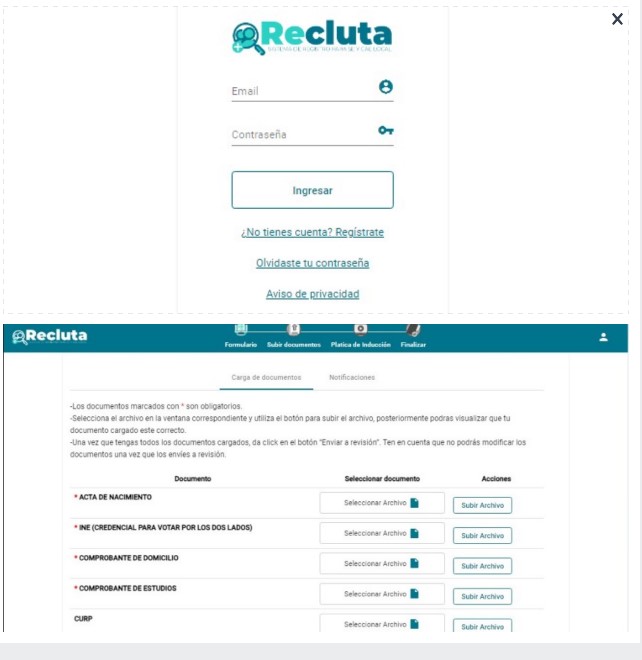 Recluta
SISTEMA DE REGISTRO PARA SE Y CAE LOCAL
Email
Contraseña
Ingresar
¿No tienes cuenta? Regístrate
Olvidaste tu contraseña
Aviso de privacidad
Recluta
Formulario Subir documentos Platica de Inducción Finalizar
Carga de documentos Notificaciones
-Los documentos marcados con * son obligatorios.
-Selecciona el archivo en la ventana correspondiente y utiliza el botón para subir el archivo, posteriormente podras visualizar que tu
documento cargado este correcto.
-Una vez que tengas todos los documentos cargados, da click en el botón "Enviar a revisión". Ten en cuenta que no podrás modificar los
documentos una vez que los envíes a revisión.
Documento Seleccionar documento Acciones
* ACTA DE NACIMIENTO Seleccionar Archivo Subir Archivo
* INE (CREDENCIAL PARA VOTAR POR LOS DOS LADOS) Seleccionar Archivo Subir Archivo
* COMPROBANTE DE DOMICILIO Seleccionar Archivo Subir Archivo
* COMPROBANTE DE ESTUDIOS Seleccionar Archivo Subir Archivo
CURP Seleccionar Archivo Subir Archivo